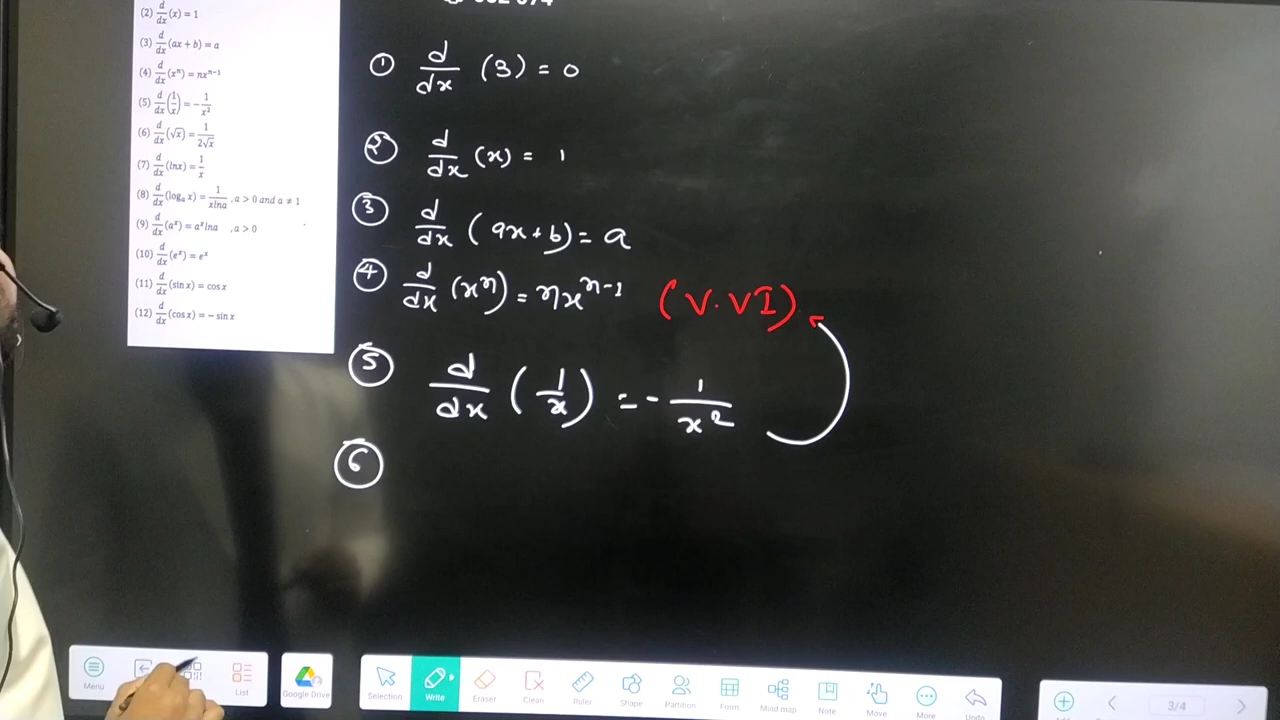 (2) d/dx (x) = 1
(3) d/dx (ax + b) = a
(4) d/dx (xⁿ) = nxⁿ⁻¹
(5) d/dx (1/x) = - 1/x²
(6) d/dx (√x) = 1/2√x
(7) d/dx (lnx) = 1/x
(8) d/dx (logₐ x) = 1/xlna , a > 0 and a ≠ 1
(9) d/dx (aˣ) = aˣlna , a > 0
(10) d/dx (eˣ) = eˣ
(11) d/dx (sin x) = cos x
(12) d/dx (cos x) = - sin x
① d/dx (3) = 0
② d/dx (x) = 1
③ d/dx (ax + b) = a
④ d/dx (xⁿ) = nxⁿ⁻¹ (V.VI)
⑤ d/dx (1/x) = - 1/x²
⑥
Menu
List
Google Drive
Selection
Write
Eraser
Clean
Ruler
Shape
Partition
Form
Mind map
Note
Move
More
Undo
3/4